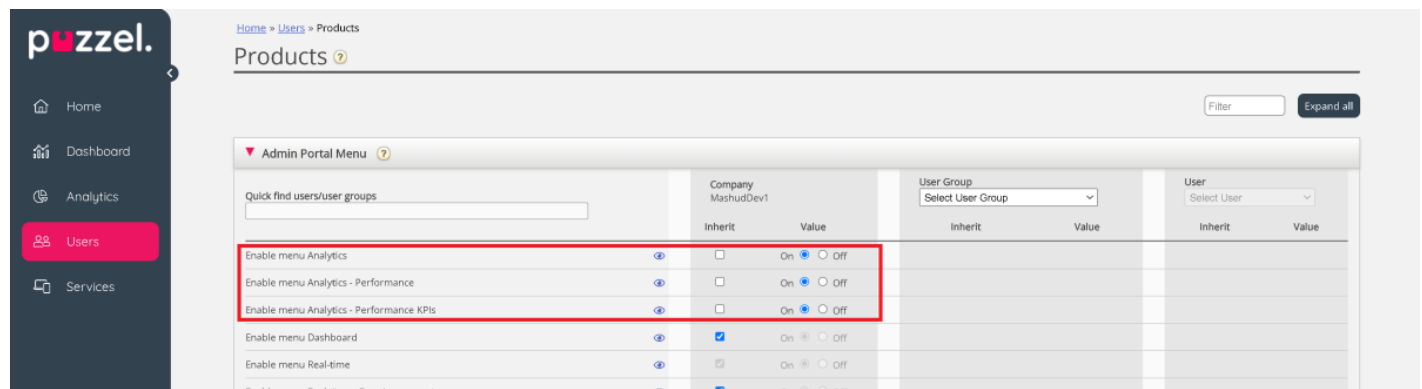 puzzel.
Home
Dashboard
Analytics
Users
Services
Home » Users » Products
Products ?
Filter
Expand all
Admin Portal Menu ?
Quick find users/user groups
Company
MashudDev1
User Group
Select User Group
User
Select User
Inherit Value
Inherit Value
Inherit Value
Enable menu Analytics On Off
Enable menu Analytics - Performance On Off
Enable menu Analytics - Performance KPIs On Off
Enable menu Dashboard On Off
Enable menu Real-time On Off